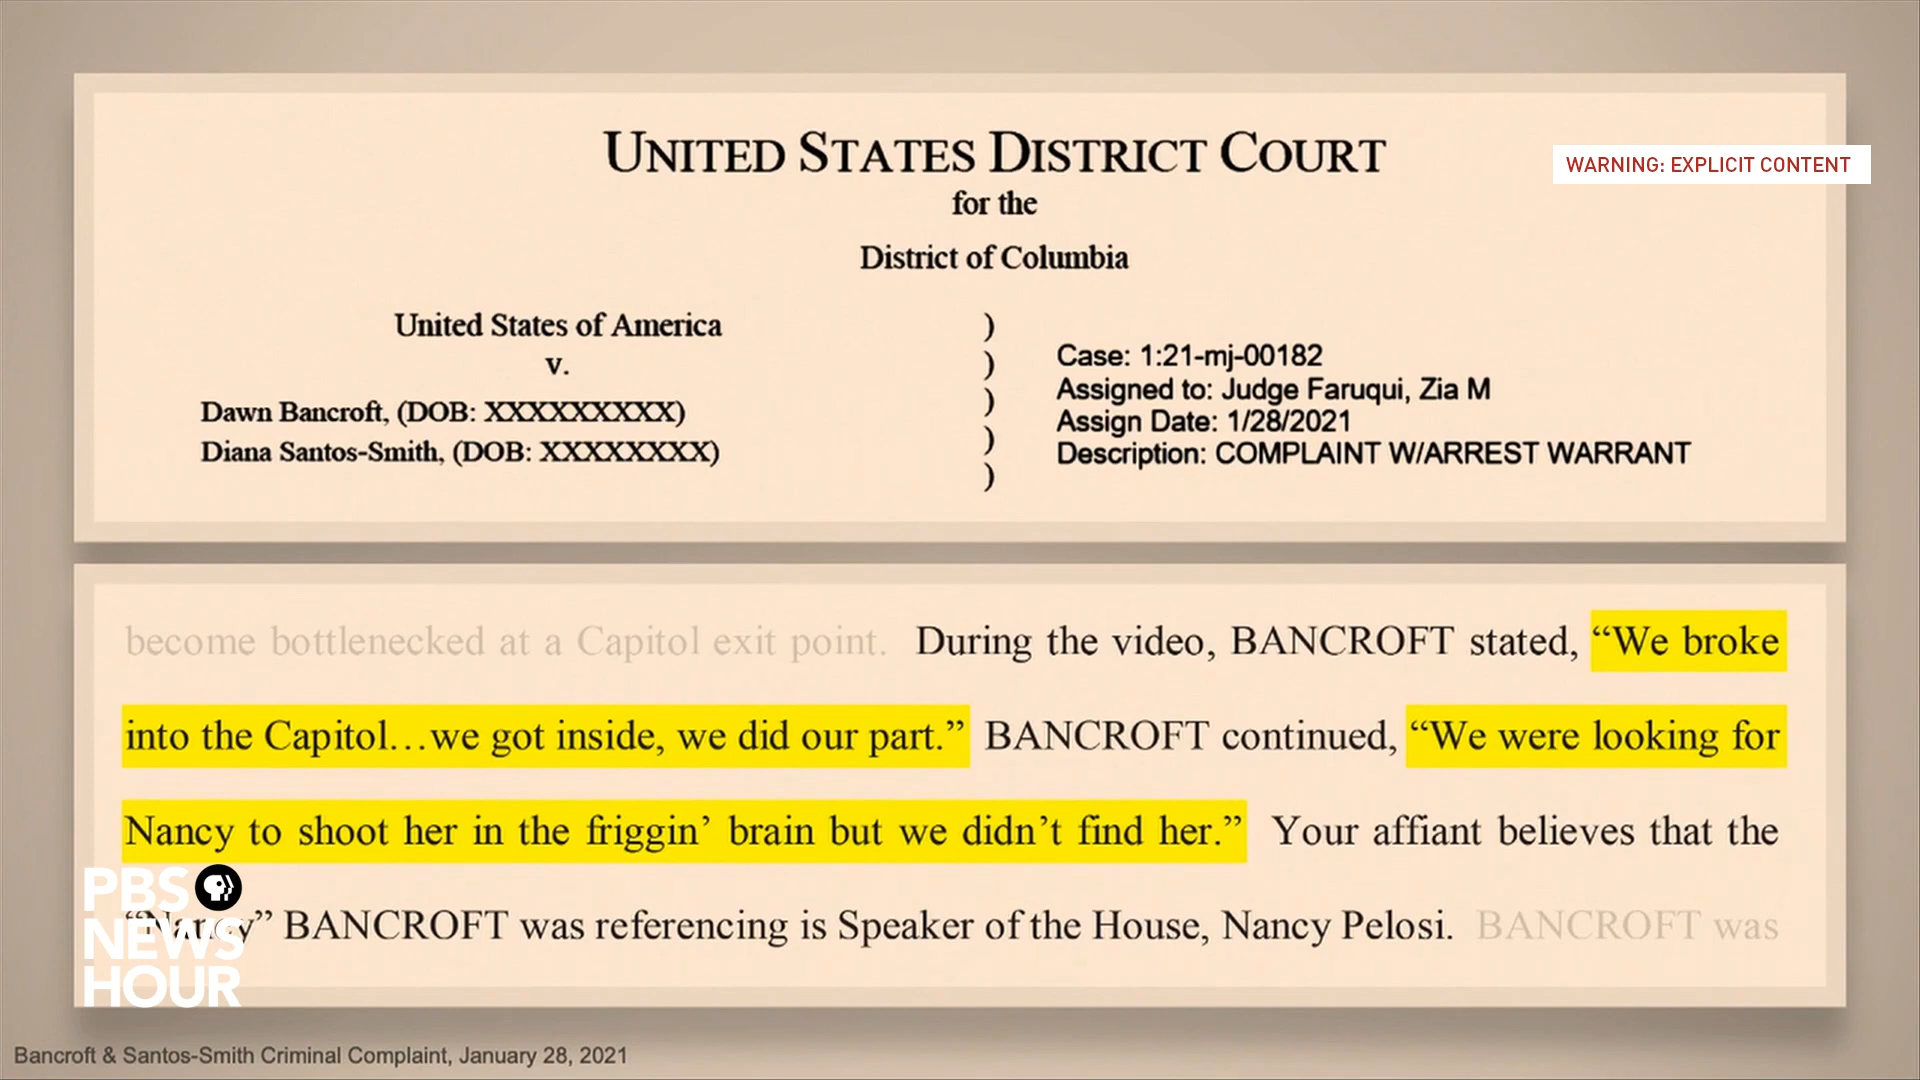 UNITED STATES DISTRICT COURT
for the
District of Columbia
WARNING: EXPLICIT CONTENT
United States of America
v.
Dawn Bancroft, (DOB: XXXXXXXXX)
Diana Santos-Smith, (DOB: XXXXXXXX)
)
)
)
)
)
Case: 1:21-mj-00182
Assigned to: Judge Faruqui, Zia M
Assign Date: 1/28/2021
Description: COMPLAINT W/ARREST WARRANT
become bottlenecked at a Capitol exit point. During the video, BANCROFT stated, “We broke
into the Capitol…we got inside, we did our part.” BANCROFT continued, “We were looking for
Nancy to shoot her in the friggin’ brain but we didn’t find her.” Your affiant believes that the
“Nancy” BANCROFT was referencing is Speaker of the House, Nancy Pelosi. BANCROFT was
PBS
NEWS
HOUR
Bancroft & Santos-Smith Criminal Complaint, January 28, 2021